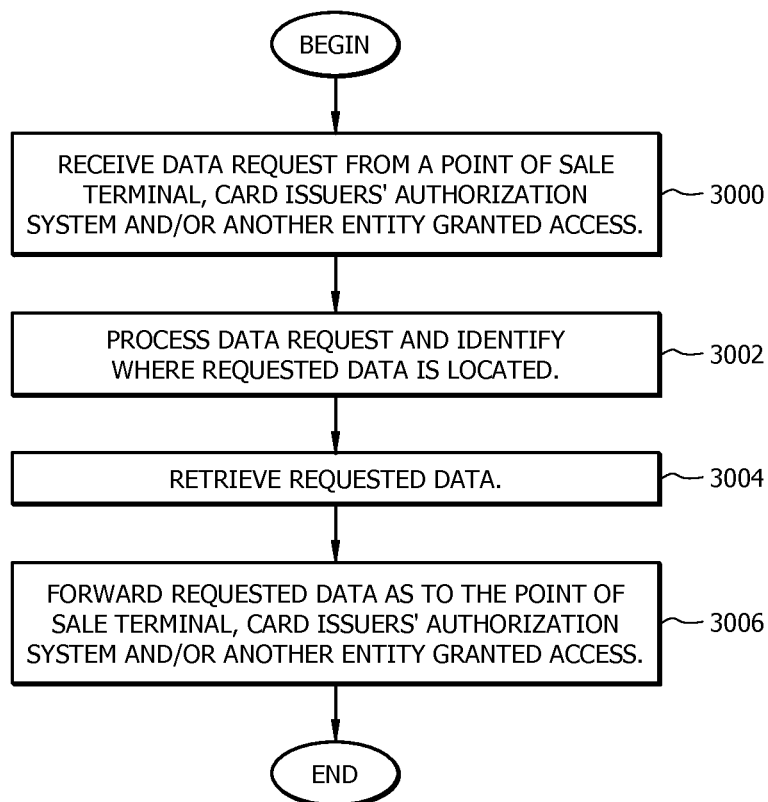 BEGIN
RECEIVE DATA REQUEST FROM A POINT OF SALE
TERMINAL, CARD ISSUERS' AUTHORIZATION
SYSTEM AND/OR ANOTHER ENTITY GRANTED ACCESS.
3000
PROCESS DATA REQUEST AND IDENTIFY
WHERE REQUESTED DATA IS LOCATED.
3002
RETRIEVE REQUESTED DATA.
3004
FORWARD REQUESTED DATA AS TO THE POINT OF
SALE TERMINAL, CARD ISSUERS' AUTHORIZATION
SYSTEM AND/OR ANOTHER ENTITY GRANTED ACCESS.
3006
END